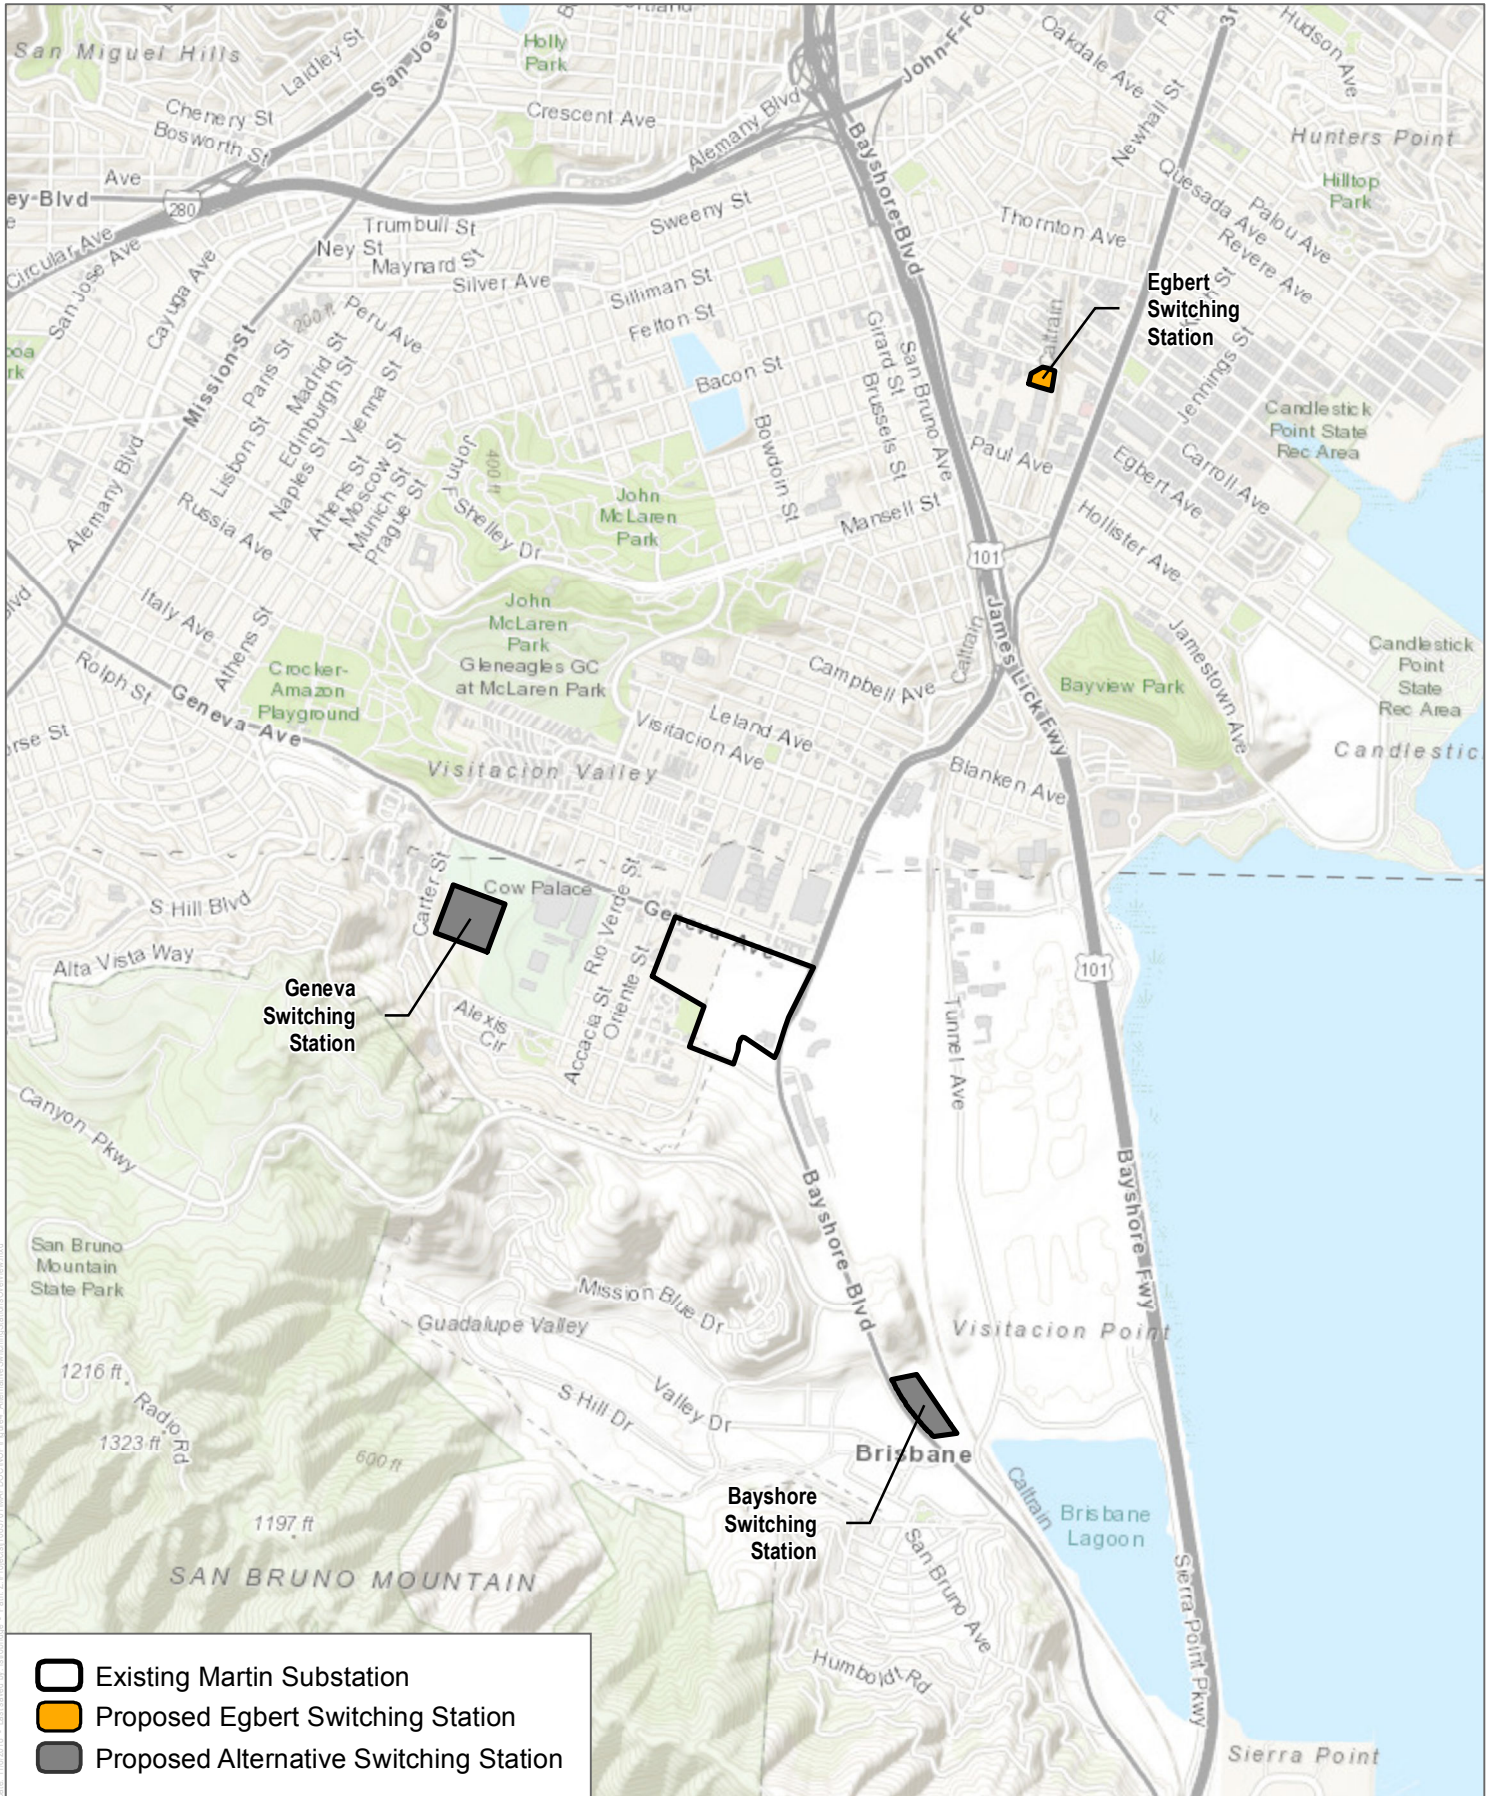 San Miguel Hills
Laidley St
San Jose
Holly
Park
John-F-Fo
Oakdale Ave
Hudson Ave
Chenery St
Bosworth St
Crescent Ave
Alemany Blvd
Bayshore-Blvd
Newhall St
Hunters Point
Ave
ey-Blvd
280
Hilltop
Park
Quesada Ave
Palou Ave
Revere Ave
Trumbull St
Sweeny St
Thornton Ave
Circular Ave
San Jose Ave
Ney St
Maynard St
Silver Ave
Cayuga Ave
Silliman St
Felton St
Egbert
Switching
Station
Caltrain
200 ft
Peru Ave
Mission-St
Paris St
Madrid St
Edinburgh St
Vienna St
Lisbon St
Naples St
Athens St
Moscow St
Munich St
Prague St
Girard St
San Bruno Ave
Brussels St
Bacon St
Bowdoin St
Jennings St
Candlestick
Point State
Rec Area
Paul Ave
Egbert Ave
Carroll Ave
Alemany Blvd
Russia Ave
John F Shelley Dr
400 ft
John
McLaren
Park
Mansell St
Hollister Ave
101
Italy Ave
Athens St
John
McLaren
Park
Gleneagles GC
at McLaren Park
James-Lick-Fwy
Caltrain
Jamestown Ave
Rolph St
Geneva-Ave
Crocker-
Amazon
Playground
Campbell Ave
Bayview Park
Candlestick
Point
State
Rec Area
orse St
Leland Ave
Visitacion Ave
Visitacion Valley
Blanken Ave
Candlestic
Carter St
Cow Palace
Rio Verde St
S Hill Blvd
Geneva-Ave
Alta Vista Way
Geneva
Switching
Station
Alexis
Cir
Accacia St
Oriente St
101
Tunnel Ave
Canyon Pkwy
Bayshore-Blvd
Bayshore Fwy
San Bruno
Mountain
State Park
Mission Blue Dr
Guadalupe Valley
Visitacion Point
1216 ft
Radio Rd
1323 ft
S Hill Dr
Valley Dr
600 ft
Brisbane
Bayshore
Switching
Station
Caltrain
Brisbane
Lagoon
1197 ft
SAN BRUNO MOUNTAIN
San Bruno Ave
Sierra Point Pkwy
Humboldt Rd
Sierra Point
Existing Martin Substation
Proposed Egbert Switching Station
Proposed Alternative Switching Station